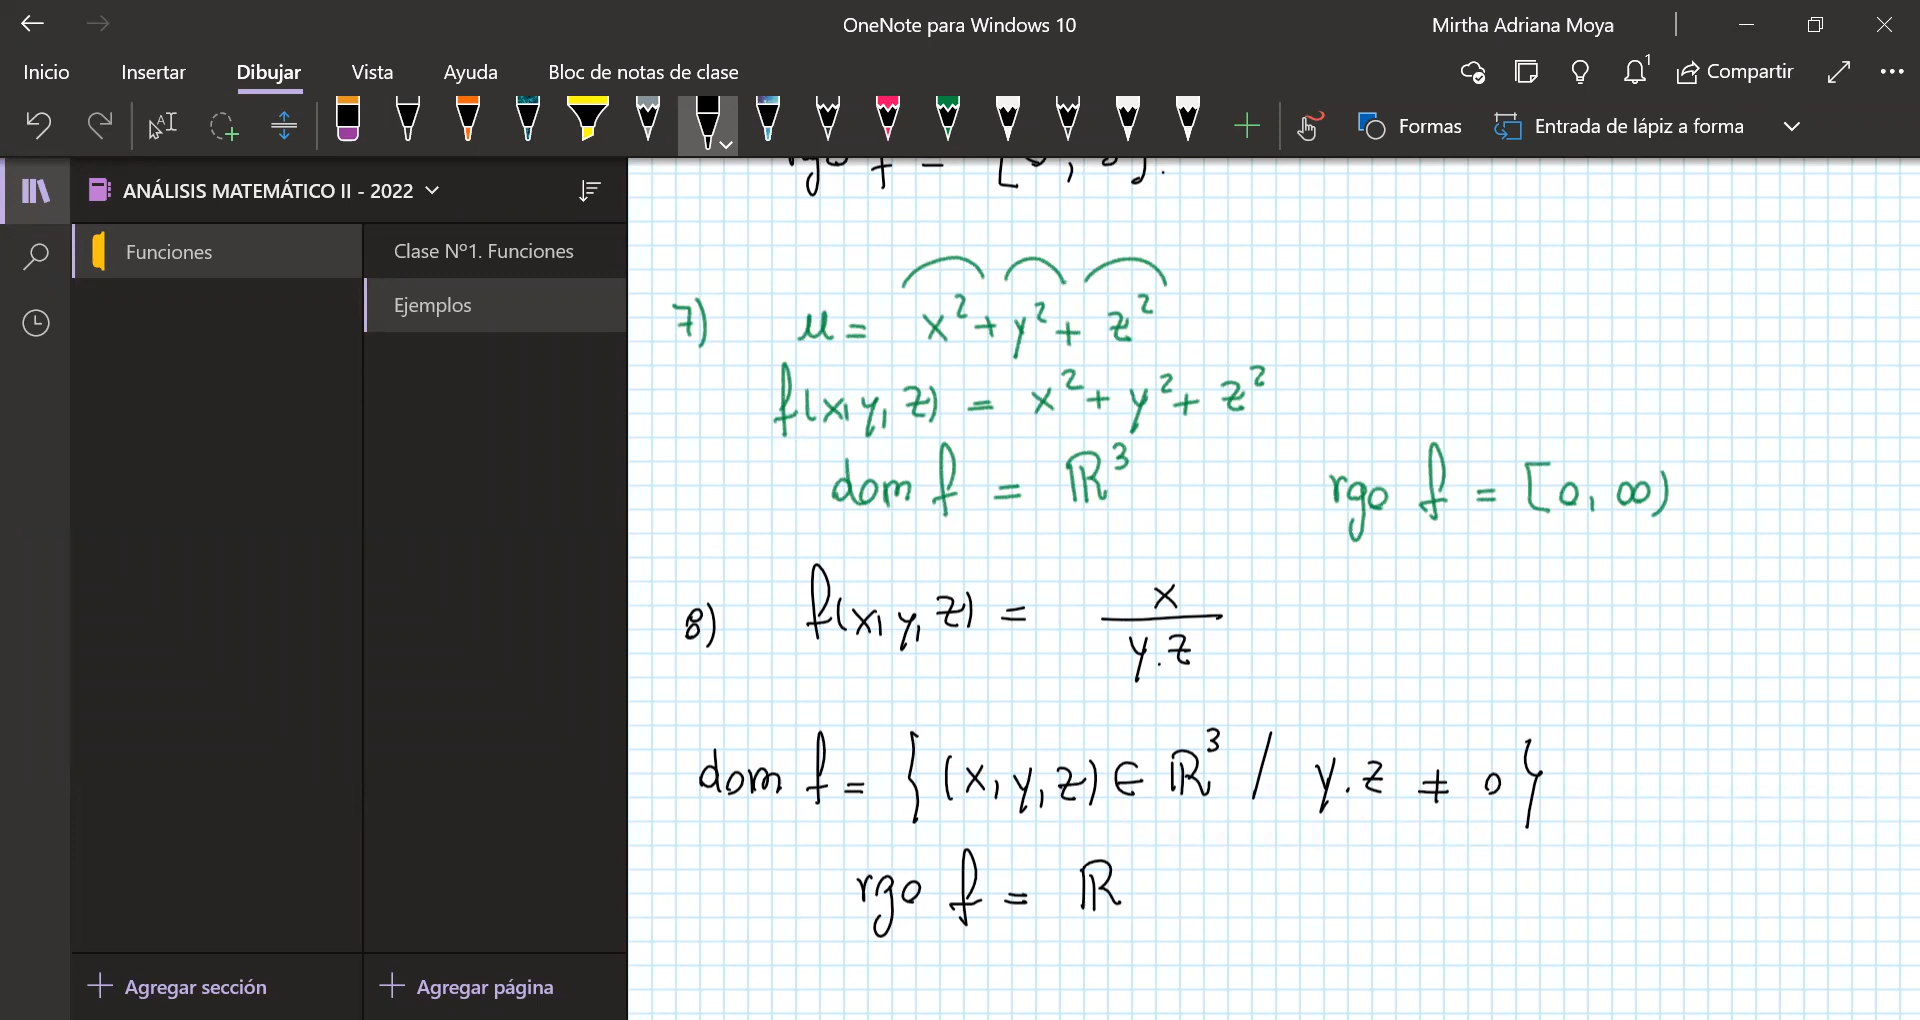 OneNote para Windows 10
Mirtha Adriana Moya
Inicio Insertar Dibujar Vista Ayuda Bloc de notas de clase
1
Compartir
Formas Entrada de lápiz a forma
ANÁLISIS MATEMÁTICO II - 2022
Funciones
Clase Nº1. Funciones
Ejemplos
Agregar sección
Agregar página
rgo f =
7) u = x² + y² + z²
f(x, y, z) = x² + y² + z²
dom f = ℝ³ rgo f = [0, ∞)
8) f(x, y, z) = x / y.z
dom f = { (x, y, z) ∈ ℝ³ / y.z ≠ 0 }
rgo f = ℝ